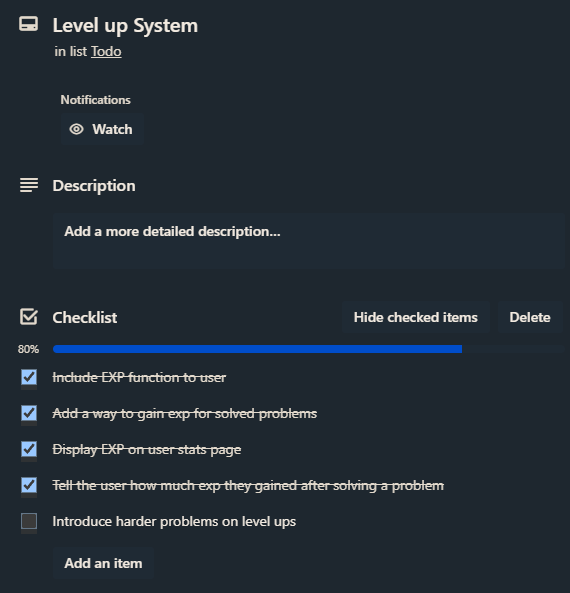 Level up System
in list Todo
Notifications
Watch
Description
Add a more detailed description...
Checklist
Hide checked items
Delete
80%
Include EXP function to user
Add a way to gain exp for solved problems
Display EXP on user stats page
Tell the user how much exp they gained after solving a problem
Introduce harder problems on level ups
Add an item